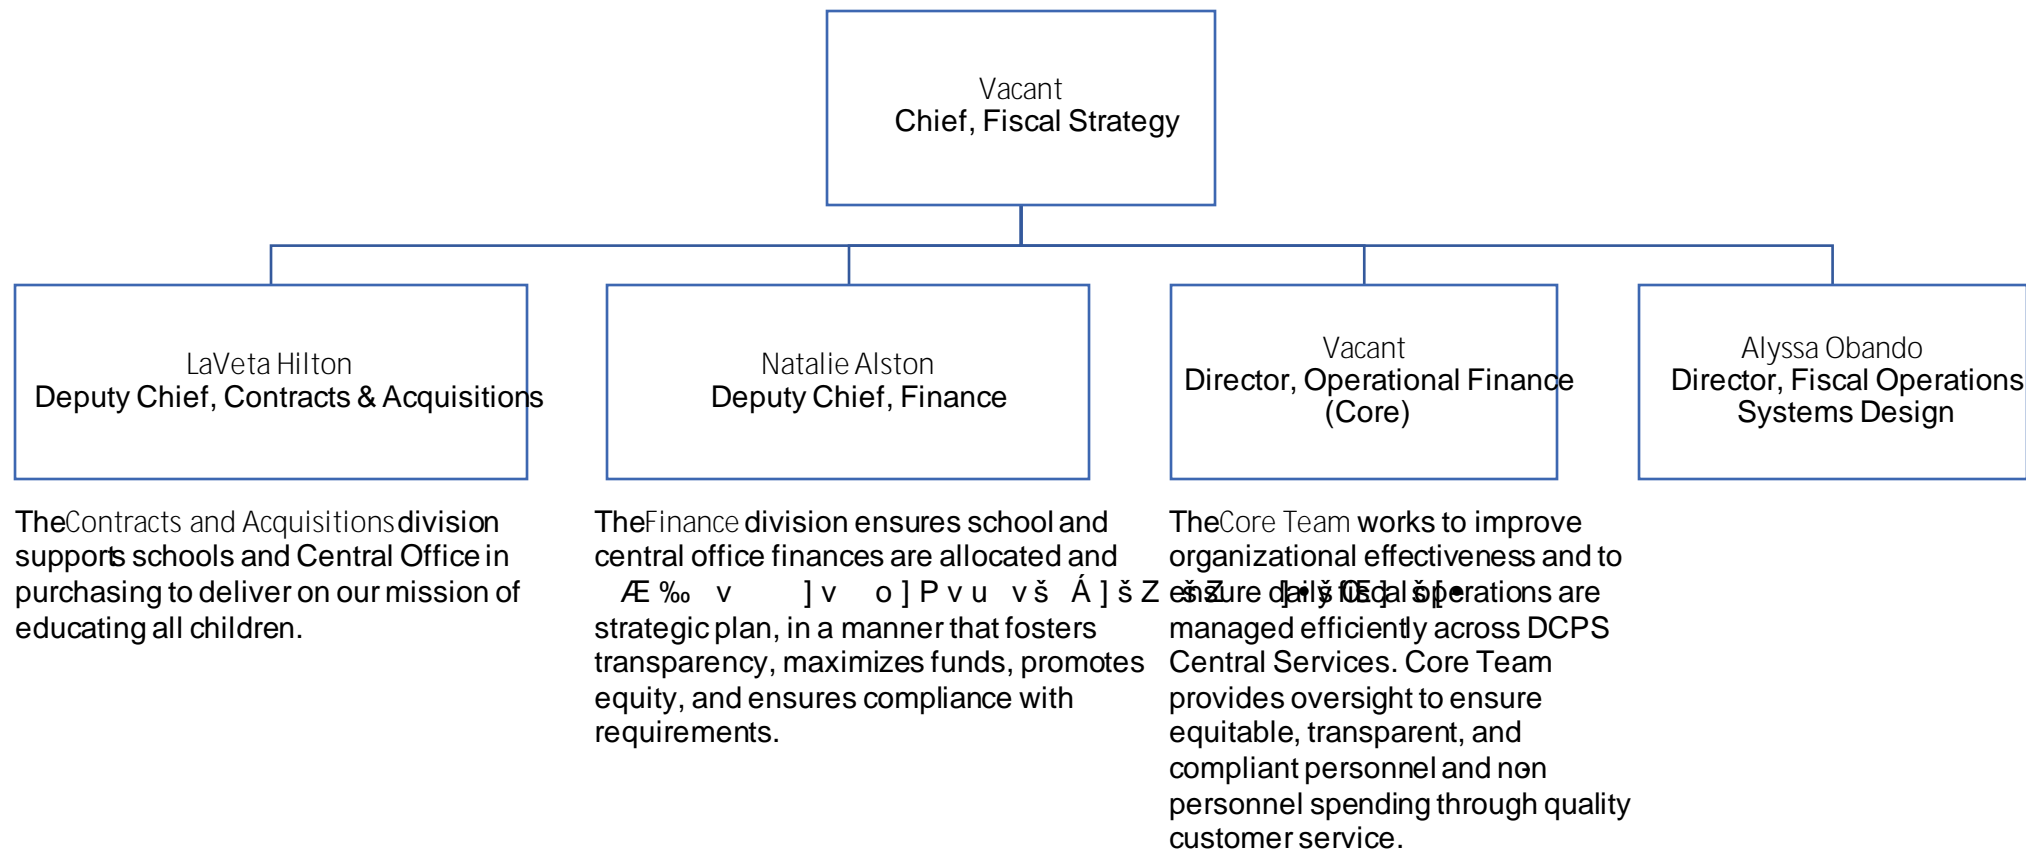 Vacant
Chief, Fiscal Strategy
LaVeta Hilton
Deputy Chief, Contracts & Acquisitions
Natalie Alston
Deputy Chief, Finance
Vacant
Director, Operational Finance
(Core)
Alyssa Obando
Director, Fiscal Operations
Systems Design
The Contracts and Acquisitions division
supports schools and Central Office in
purchasing to deliver on our mission of
educating all children.
The Finance division ensures school and
central office finances are allocated and
strategic plan, in a manner that fosters
transparency, maximizes funds, promotes
equity, and ensures compliance with
requirements.
The Core Team works to improve
organizational effectiveness and to
ensure daily fiscal operations are
managed efficiently across DCPS
Central Services. Core Team
provides oversight to ensure
equitable, transparent, and
compliant personnel and non-
personnel spending through quality
customer service.